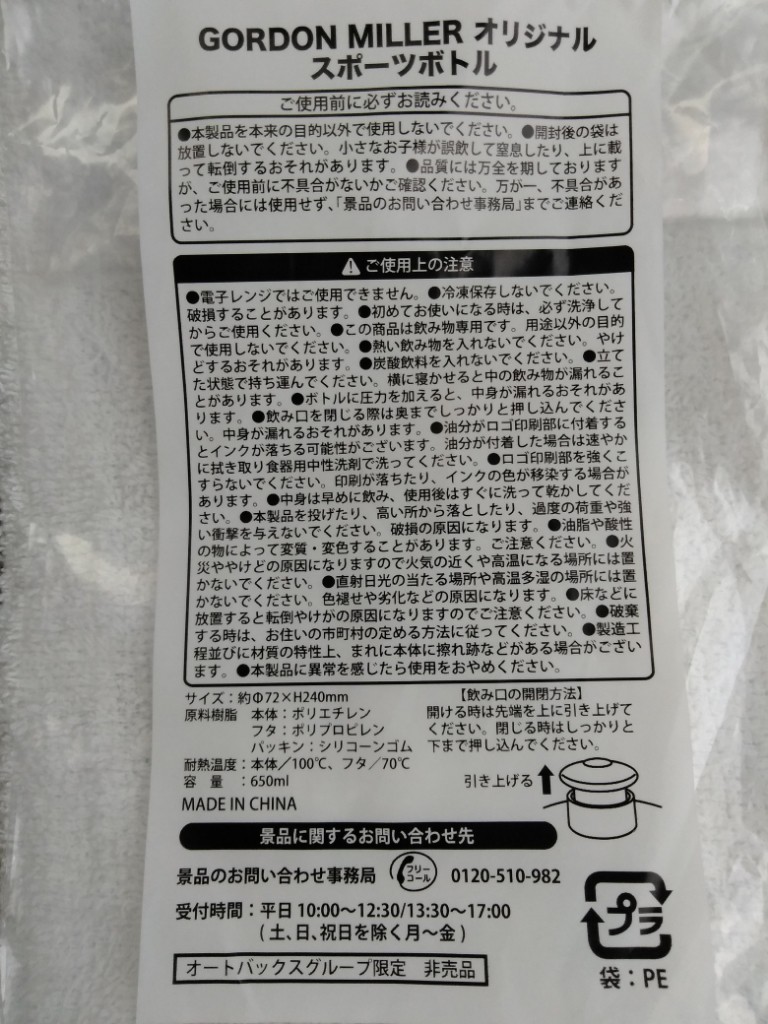 GORDON MILLER オリジナル
スポーツボトル
ご使用前に必ずお読みください。
●本製品を本来の目的以外で使用しないでください。●開封後の袋は
放置しないでください。小さなお子様が誤飲して窒息したり、上に載
って転倒するおそれがあります。●品質には万全を期しております
が、ご使用前に不具合がないかご確認ください。万が一、不具合があ
った場合には使用せず、「景品のお問い合わせ事務局」までご連絡くだ
さい。
⚠ ご使用上の注意
●電子レンジではご使用できません。●冷凍保存しないでください。
破損することがあります。●初めてお使いになる時は、必ず洗浄して
からご使用ください。●この商品は飲み物専用です。用途以外の目的
で使用しないでください。●熱い飲み物を入れないでください。やけ
どするおそれがあります。●炭酸飲料を入れないでください。●立て
た状態で持ち運んでください。横に寝かせると中の飲み物が漏れるこ
とがあります。●ボトルに圧力を加えると、中身が漏れるおそれがあ
ります。●飲み口を閉じる際は奥までしっかりと押し込んでくださ
い。中身が漏れるおそれがあります。●油分がロゴ印刷部に付着する
とインクが落ちる可能性がございます。油分が付着した場合は速やか
に拭き取り食器用中性洗剤で洗ってください。●ロゴ印刷部を強くこ
すらないでください。印刷が落ちたり、インクの色が移染する場合が
あります。●中身は早めに飲み、使用後はすぐに洗って乾かしてくだ
さい。●本製品を投げたり、高い所から落としたり、過度の荷重や強
い衝撃を与えないでください。破損の原因になります。●油脂や酸性
の物によって変質・変色することがあります。ご注意ください。●火
災ややけどの原因になりますので火気の近くや高温になる場所には置
かないでください。●直射日光の当たる場所や高温多湿の場所には置
かないでください。色褪せや劣化などの原因になります。●床などに
放置すると転倒やけがの原因になりますのでご注意ください。●破棄
する時は、お住いの市町村の定める方法に従ってください。●製造工
程並びに材質の特性上、まれに本体に擦れ跡などがある場合がござい
ます。●本製品に異常を感じたら使用をおやめください。
サイズ：約Φ72×H240mm
原料樹脂 本体：ポリエチレン
フタ：ポリプロピレン
パッキン：シリコーンゴム
耐熱温度：本体／100℃、フタ／70℃
容 量 ：650ml
MADE IN CHINA
【飲み口の開閉方法】
開ける時は先端を上に引き上げて
ください。閉じる時はしっかりと
下まで押し込んでください。
引き上げる
景品に関するお問い合わせ先
景品のお問い合わせ事務局 フリーコール 0120-510-982
受付時間：平日 10:00～12:30/13:30～17:00
( 土、日、祝日を除く月～金 )
オートバックスグループ限定 非売品
プラ
袋：PE